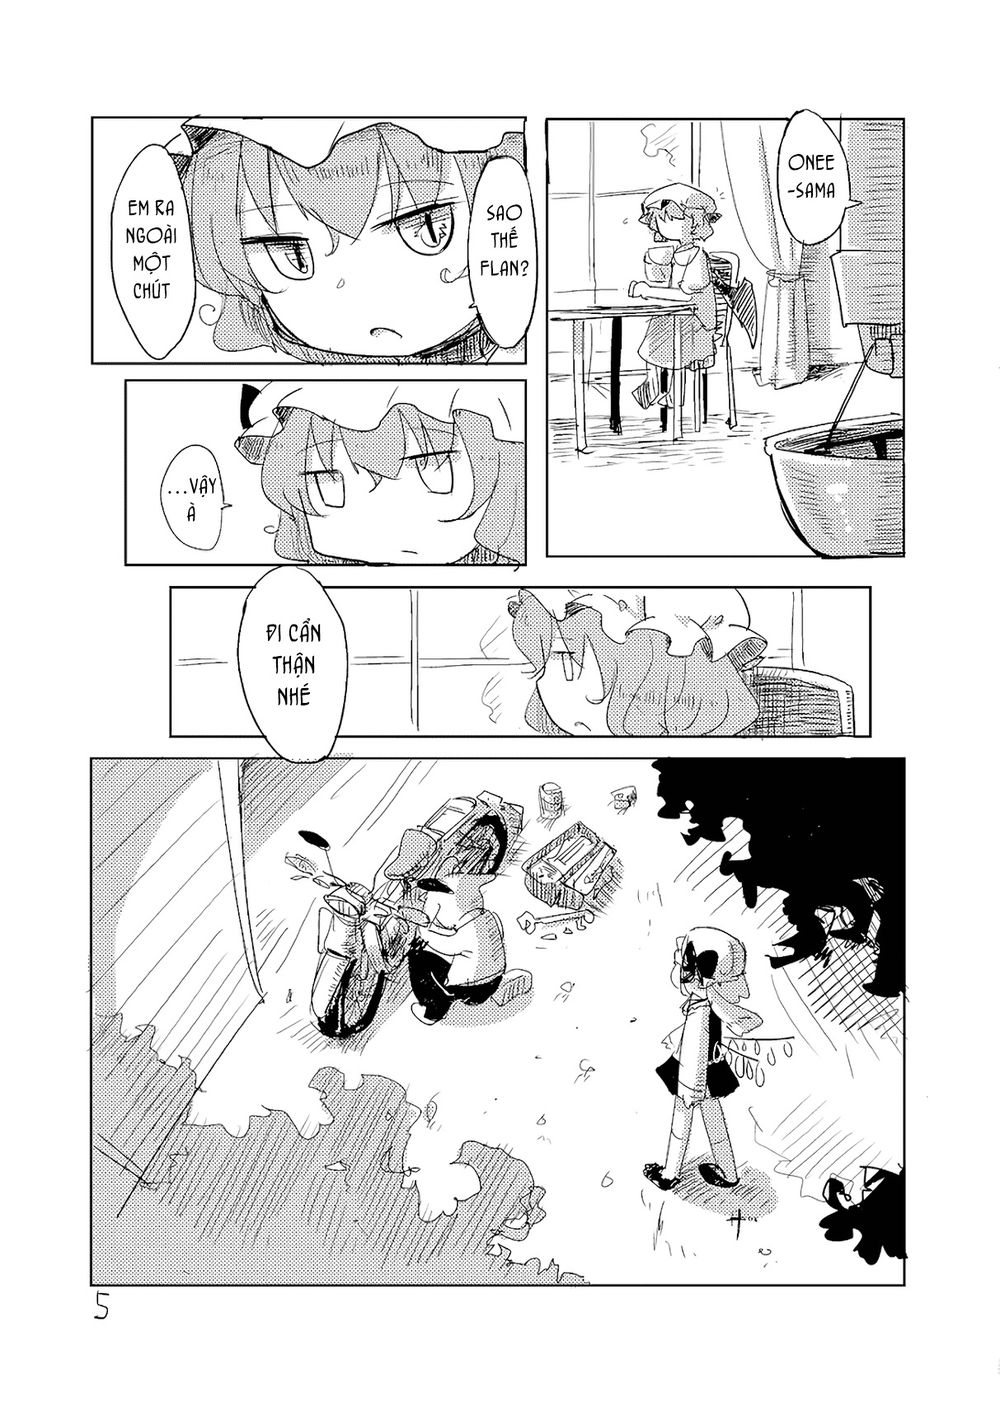 ONEE
-SAMA
SAO
THẾ
FLAN?
EM RA
NGOÀI
MỘT
CHÚT
...VẬY
À
ĐI CẨN
THẬN
NHÉ
5